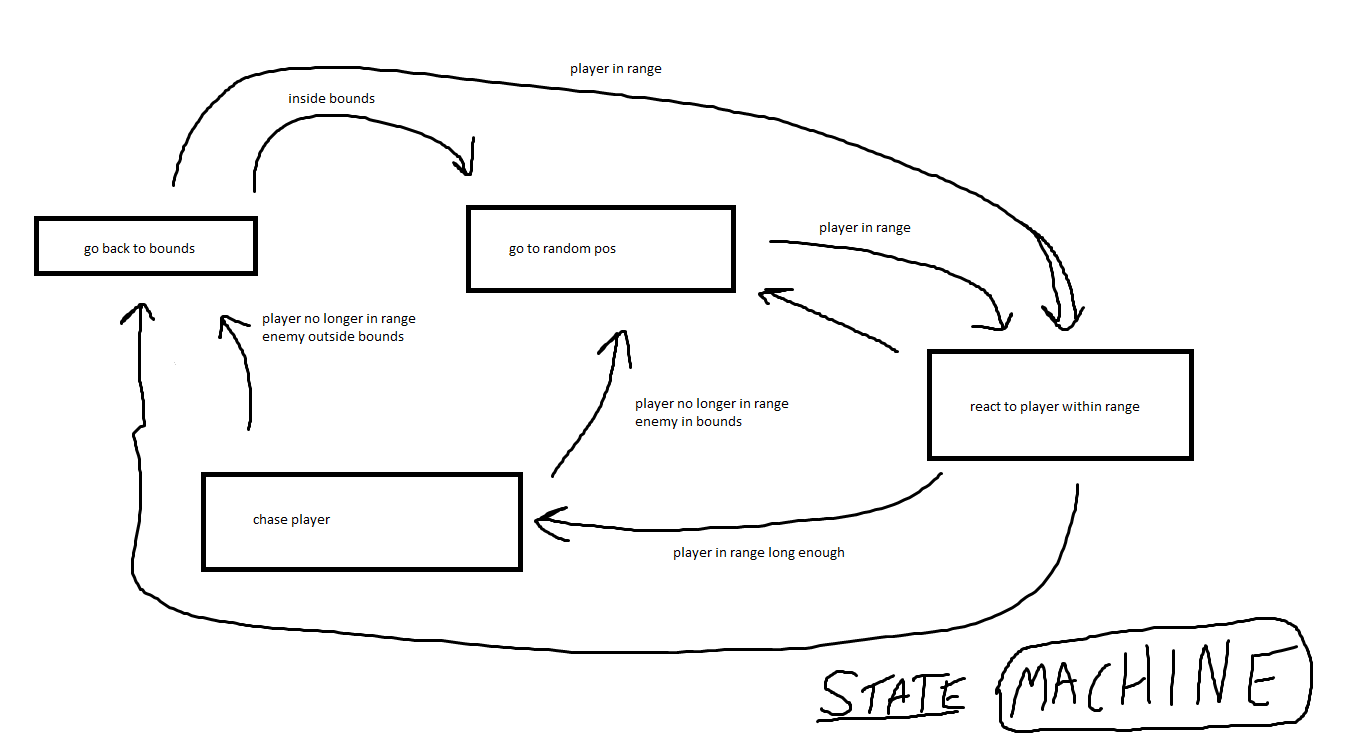 player in range
inside bounds
player in range
go back to bounds
go to random pos
player no longer in range
enemy outside bounds
player no longer in range
enemy in bounds
react to player within range
chase player
player in range long enough
STATE MACHINE